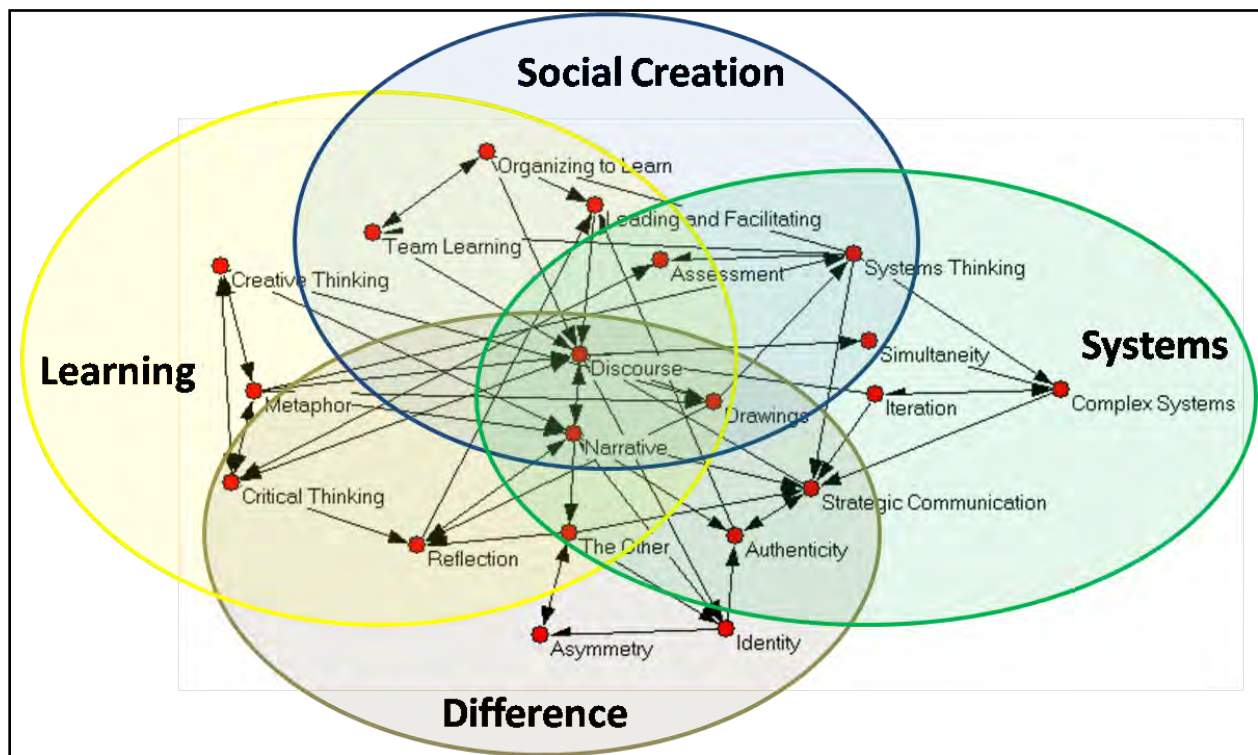 Social Creation
Organizing to Learn
Leading and Facilitating
Team Learning
Assessment
Systems Thinking
Creative Thinking
Simultaneity
Systems
Learning
Discourse
Metaphor
Drawings
Iteration
Complex Systems
Narrative
Critical Thinking
Strategic Communication
Reflection
The Other
Authenticity
Asymmetry
Identity
Difference